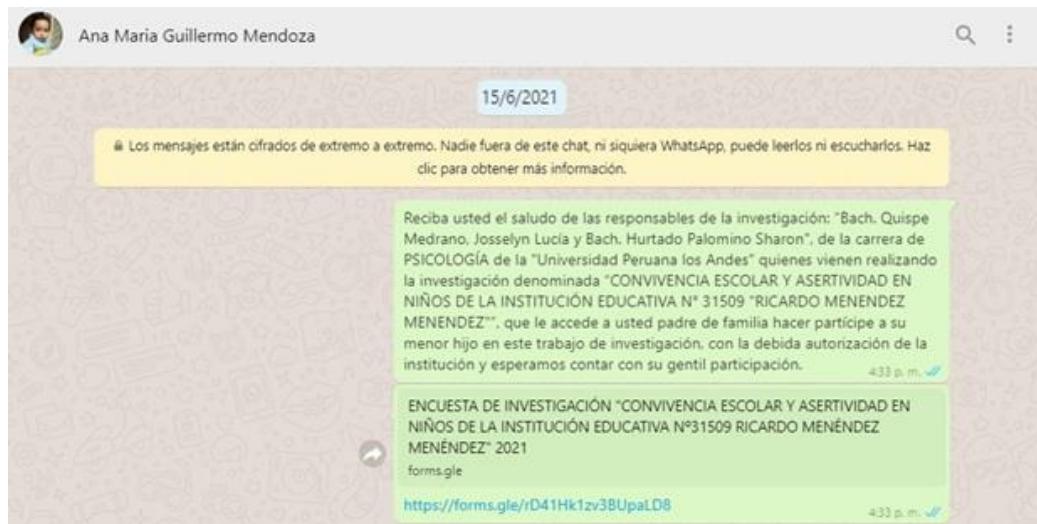 Ana Maria Guillermo Mendoza
15/6/2021
Los mensajes están cifrados de extremo a extremo. Nadie fuera de este chat, ni siquiera WhatsApp, puede leerlos ni escucharlos. Haz
clic para obtener más información.
Reciba usted el saludo de las responsables de la investigación: "Bach. Quispe
Medrano, Josselyn Lucía y Bach. Hurtado Palomino Sharon", de la carrera de
PSICOLOGÍA de la "Universidad Peruana los Andes" quienes vienen realizando
la investigación denominada "CONVIVENCIA ESCOLAR Y ASERTIVIDAD EN
NIÑOS DE LA INSTITUCIÓN EDUCATIVA N° 31509 "RICARDO MENENDEZ
MENENDEZ"", que le accede a usted padre de familia hacer partícipe a su
menor hijo en este trabajo de investigación, con la debida autorización de la
institución y esperamos contar con su gentil participación.
4:33 p. m.
ENCUESTA DE INVESTIGACIÓN "CONVIVENCIA ESCOLAR Y ASERTIVIDAD EN
NIÑOS DE LA INSTITUCIÓN EDUCATIVA Nº31509 RICARDO MENÉNDEZ
MENÉNDEZ" 2021
forms.gle
https://forms.gle/rD41Hk1zv3BUpaLD8
4:33 p. m.